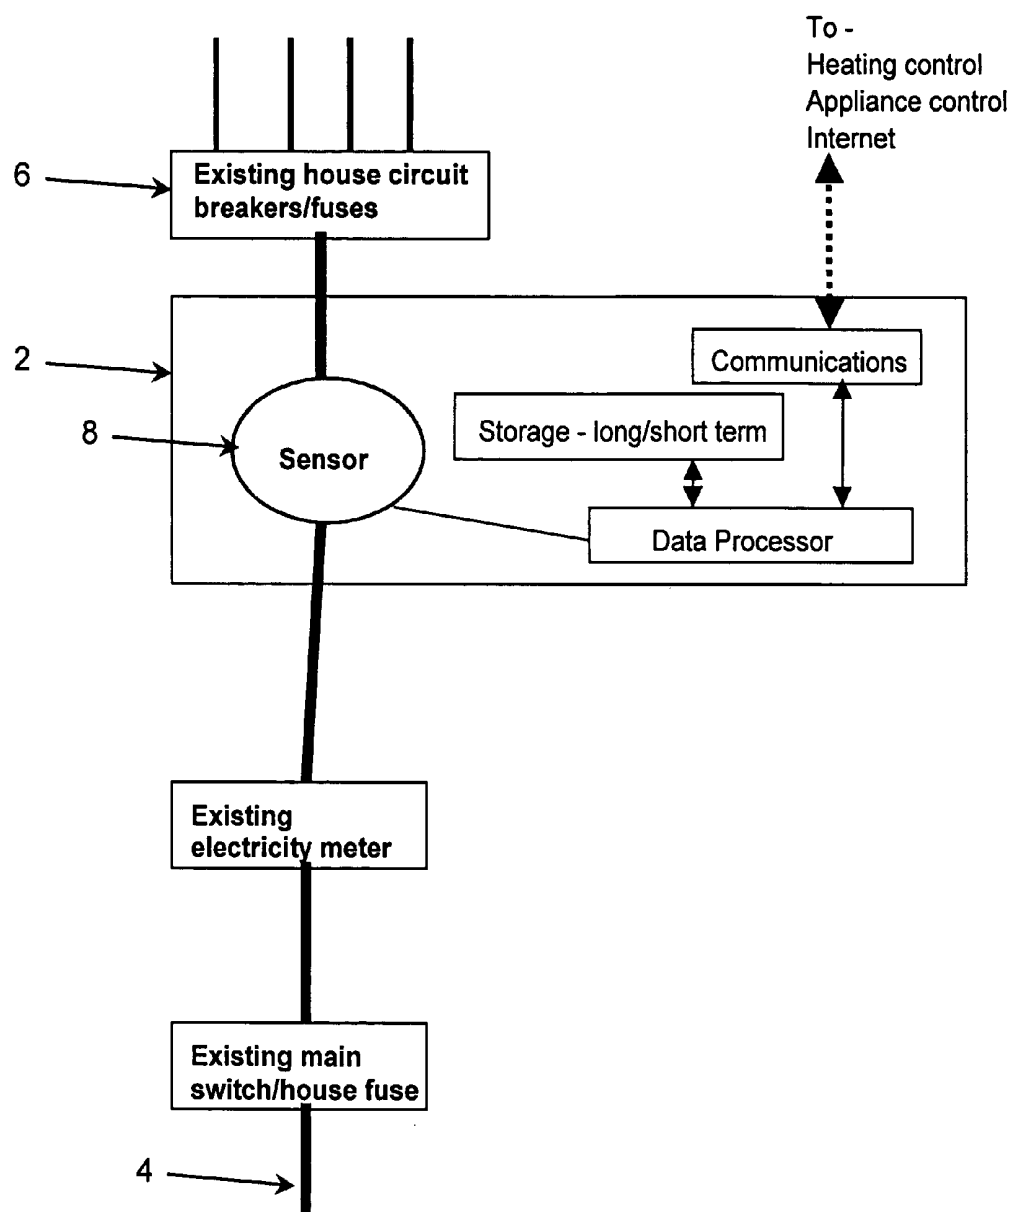 To -
Heating control
Appliance control
Internet
6
Existing house circuit
breakers/fuses
2
Communications
8
Sensor
Storage - long/short term
Data Processor
Existing
electricity meter
Existing main
switch/house fuse
4